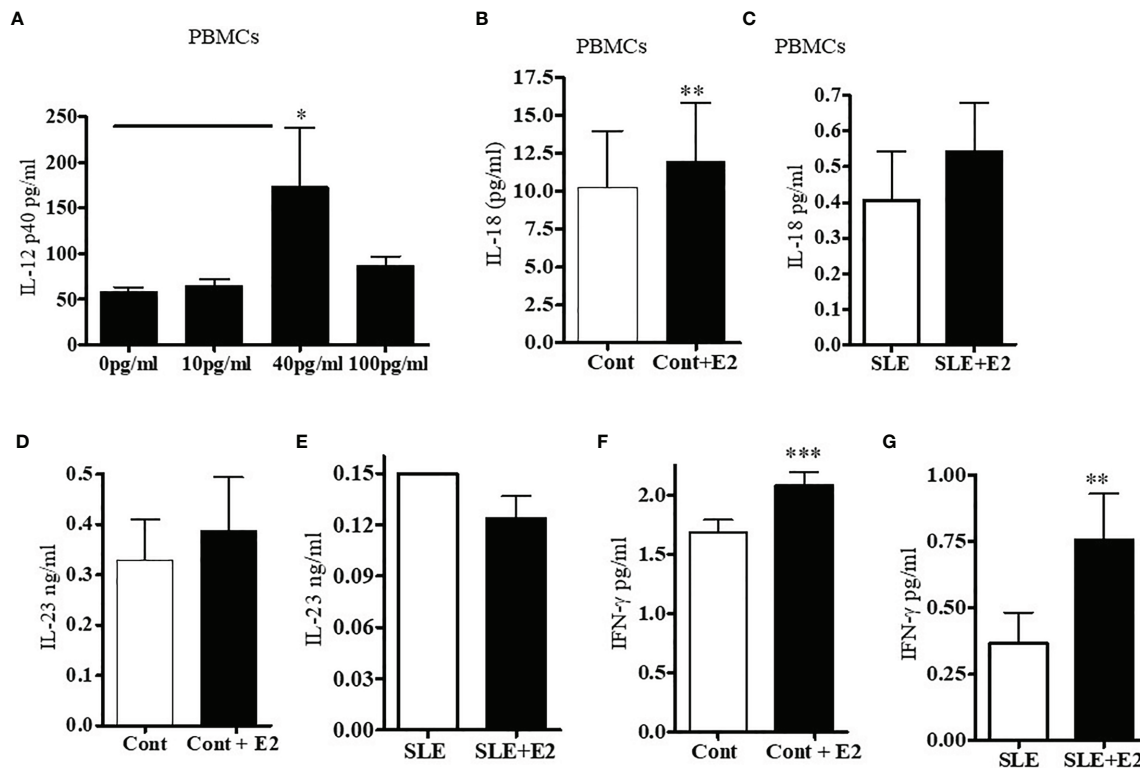 A
PBMCs
IL-12 p40 pg/ml
250
200
150
100
50
0
*
0pg/ml 10pg/ml 40pg/ml 100pg/ml
B
PBMCs
IL-18 (pg/ml)
17.5
15.0
12.5
10.0
7.5
5.0
2.5
0.0
**
Cont Cont+E2
C
PBMCs
IL-18 pg/ml
0.7
0.6
0.5
0.4
0.3
0.2
0.1
0.0
SLE SLE+E2
D
IL-23 ng/ml
0.5
0.4
0.3
0.2
0.1
0.0
Cont Cont + E2
E
IL-23 ng/ml
0.15
0.12
0.09
0.06
0.03
0.00
SLE SLE+E2
F
IFN-γ pg/ml
2.0
1.5
1.0
0.5
0.0
***
Cont Cont + E2
G
IFN-γ pg/ml
1.00
0.75
0.50
0.25
0.00
**
SLE SLE+E2